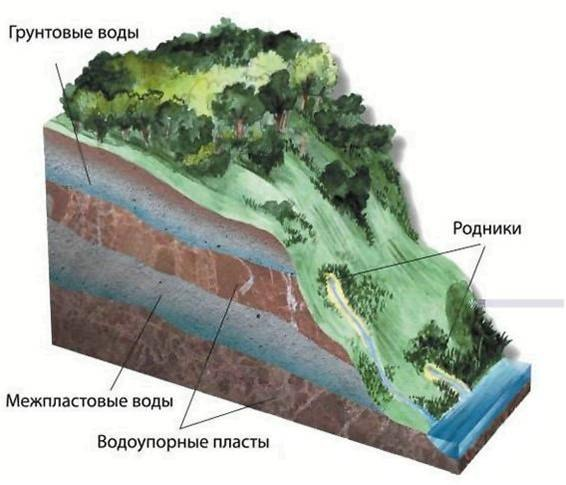 Грунтовые воды
Родники
Межпластовые воды
Водоупорные пласты